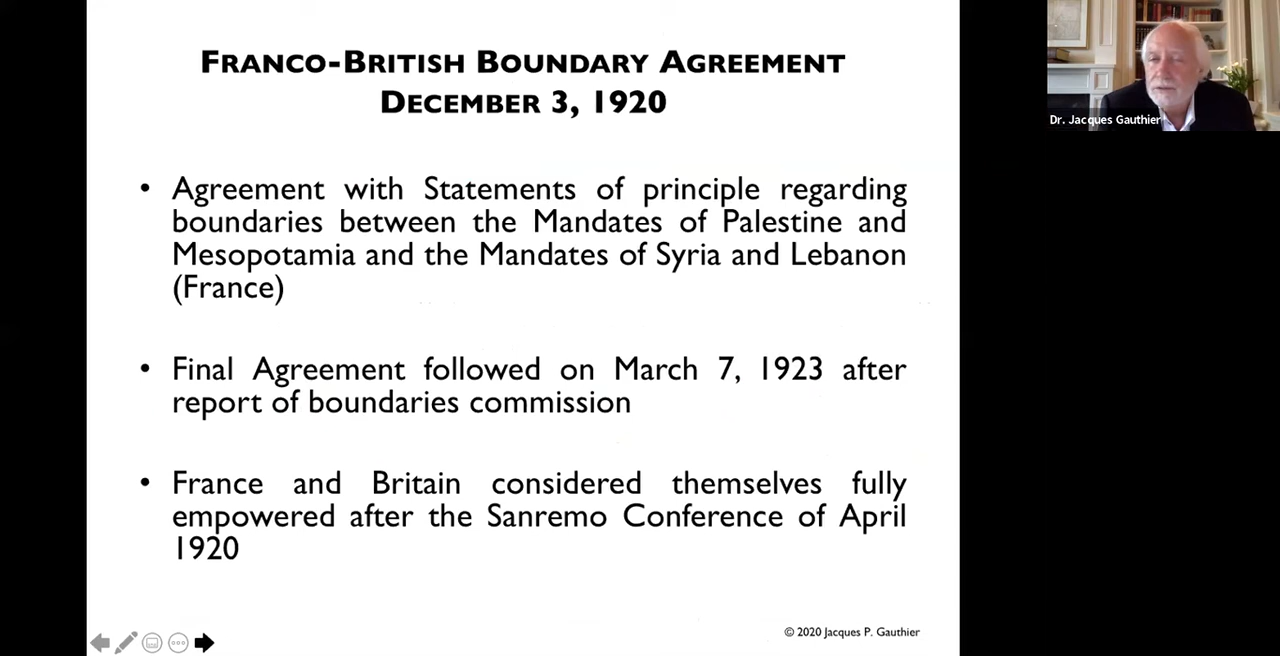 FRANCO-BRITISH BOUNDARY AGREEMENT
DECEMBER 3, 1920
Dr. Jacques Gauthier
• Agreement with Statements of principle regarding
boundaries between the Mandates of Palestine and
Mesopotamia and the Mandates of Syria and Lebanon
(France)
• Final Agreement followed on March 7, 1923 after
report of boundaries commission
• France and Britain considered themselves fully
empowered after the Sanremo Conference of April
1920
© 2020 Jacques P. Gauthier